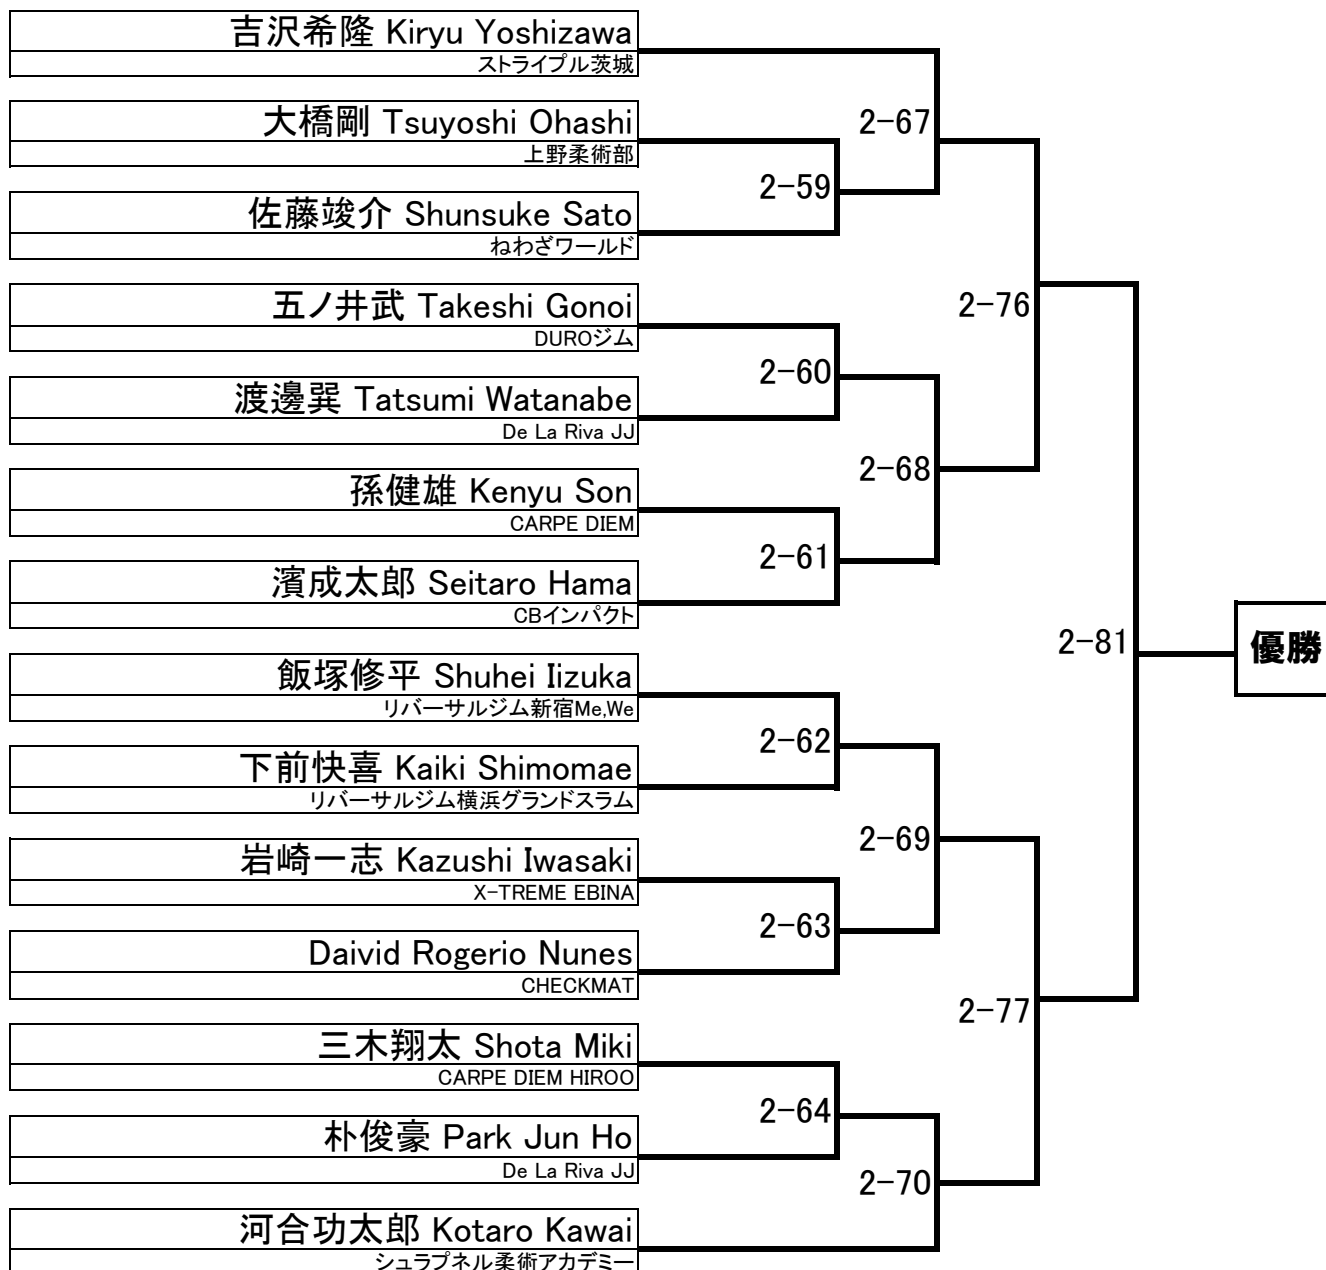 吉沢希隆 Kiryu Yoshizawa
ストライプル茨城
大橋剛 Tsuyoshi Ohashi
上野柔術部
佐藤竣介 Shunsuke Sato
ねわざワールド
五ノ井武 Takeshi Gonoi
DUROジム
渡邊巽 Tatsumi Watanabe
De La Riva JJ
孫健雄 Kenyu Son
CARPE DIEM
濱成太郎 Seitaro Hama
CBインパクト
飯塚修平 Shuhei Iizuka
リバーサルジム新宿Me,We
下前快喜 Kaiki Shimomae
リバーサルジム横浜グランドスラム
岩崎一志 Kazushi Iwasaki
X-TREME EBINA
Daivid Rogerio Nunes
CHECKMAT
三木翔太 Shota Miki
CARPE DIEM HIROO
朴俊豪 Park Jun Ho
De La Riva JJ
河合功太郎 Kotaro Kawai
シュラプネル柔術アカデミー
2-59
2-60
2-61
2-62
2-63
2-64
2-67
2-68
2-69
2-70
2-76
2-77
2-81
優勝